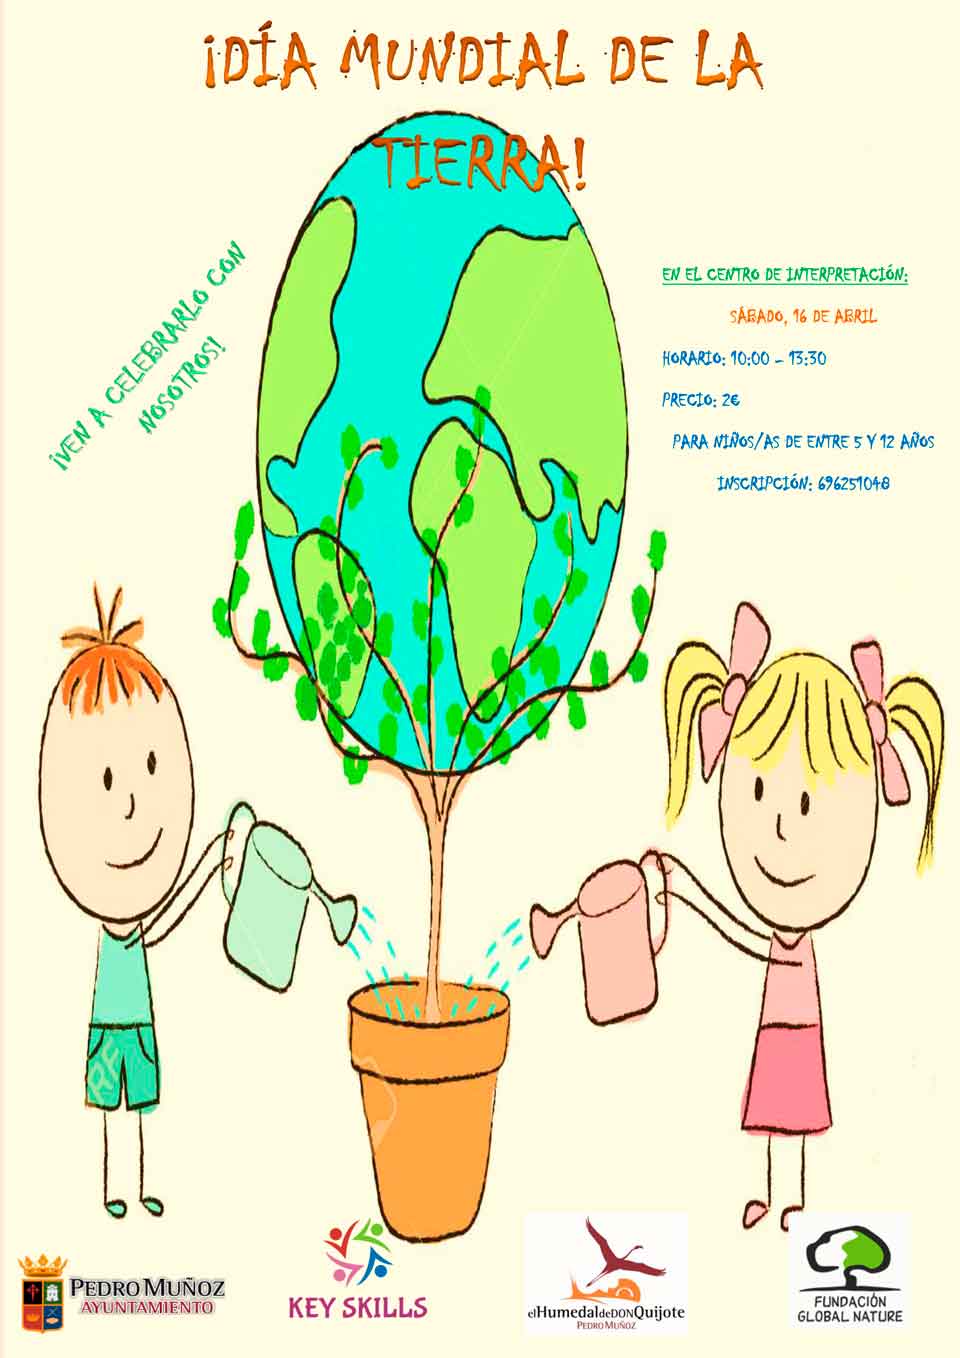 ¡DÍA MUNDIAL DE LA
TIERRA!
¡VEN A CELEBRARLO CON
NOSOTROS!
EN EL CENTRO DE INTERPRETACIÓN:
SÁBADO, 16 DE ABRIL
HORARIO: 10:00 – 13:30
PRECIO: 2€
PARA NIÑOS/AS DE ENTRE 5 Y 12 AÑOS
INSCRIPCIÓN: 696251048
PEDRO MUÑOZ
AYUNTAMIENTO
KEY SKILLS
elHumedaldeDONQuijote
PEDRO MUÑOZ
FUNDACIÓN
GLOBAL NATURE